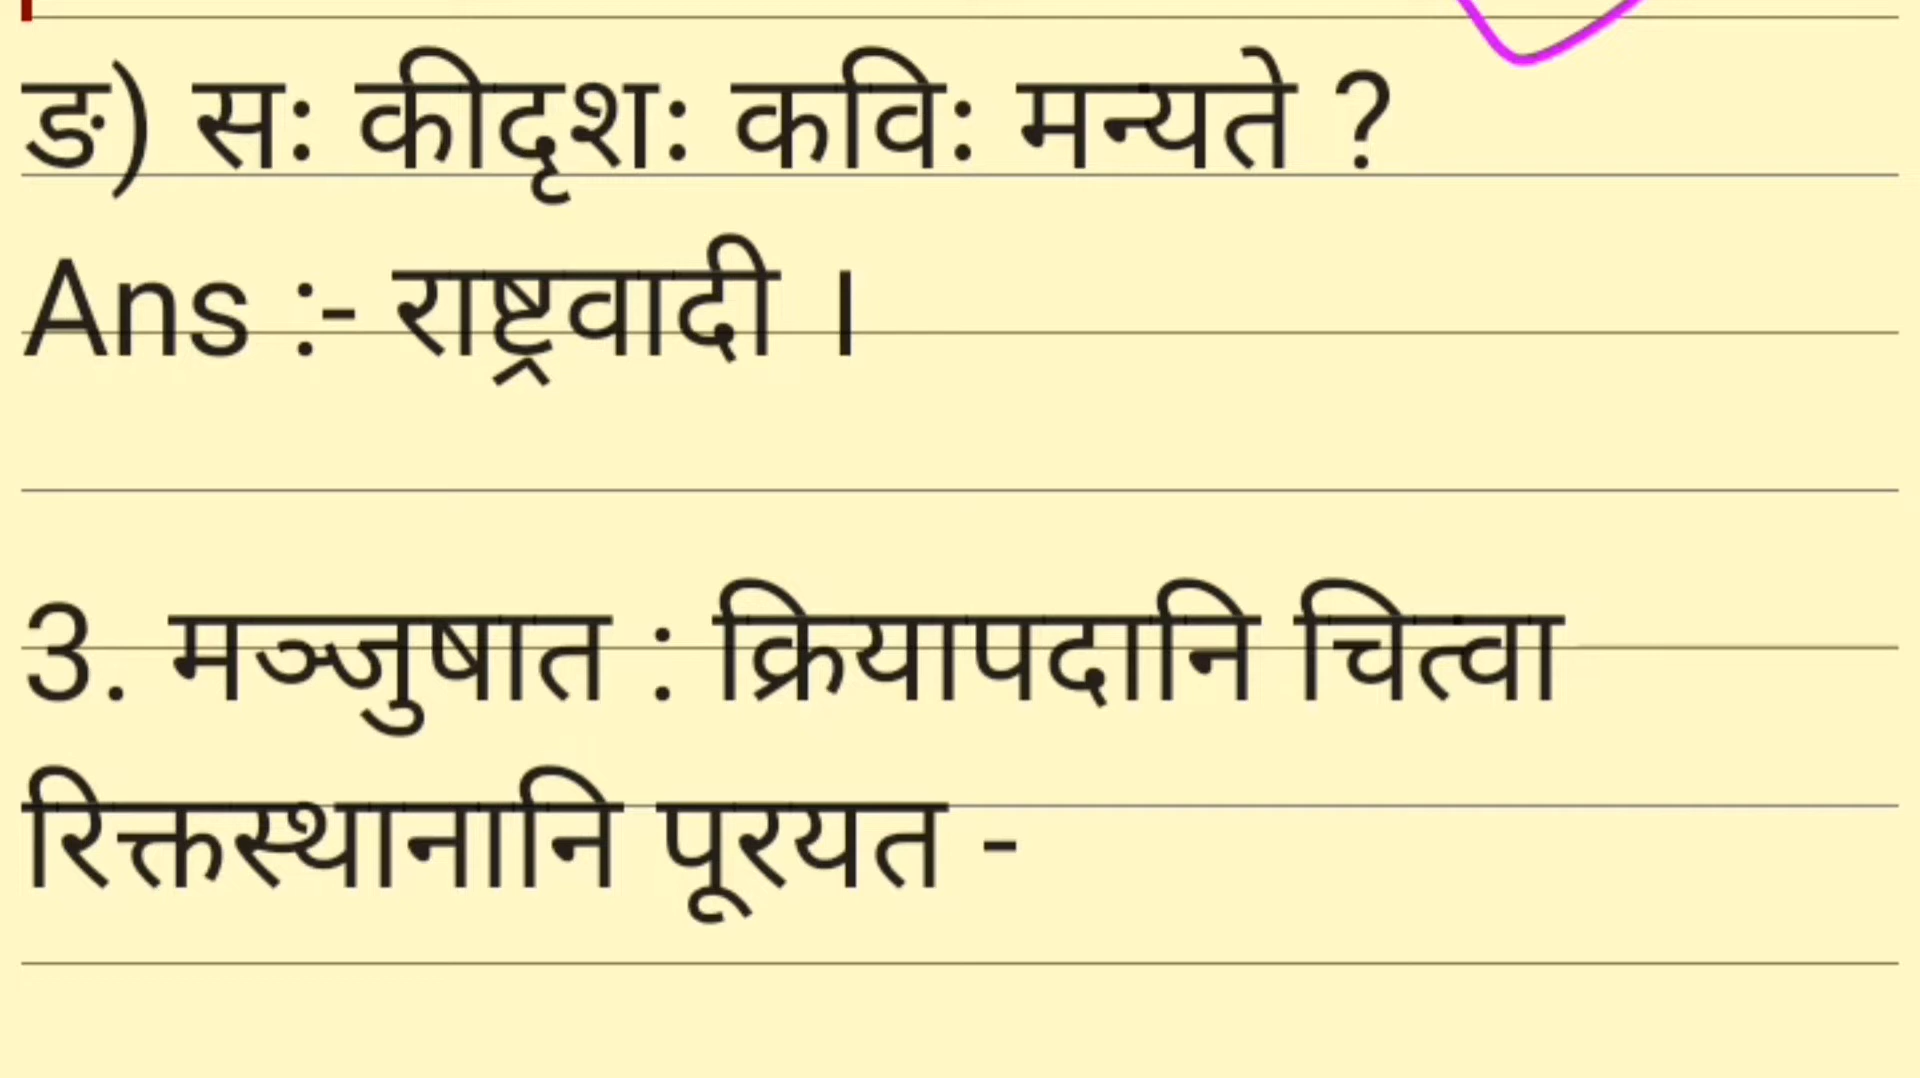 ङ) सः कीदृशः कविः मन्यते ?
Ans :- राष्ट्रवादी ।
3. मञ्जुषात : क्रियापदानि चित्वा
रिक्तस्थानानि पूरयत -